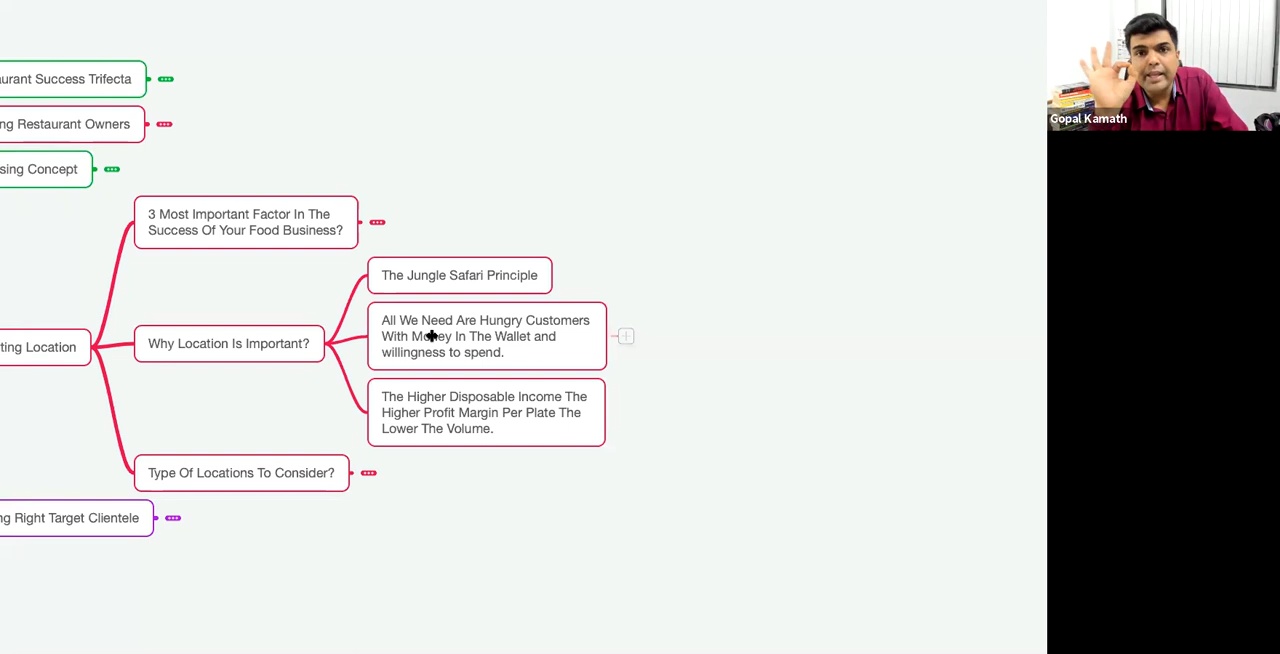 aurant Success Trifecta
ng Restaurant Owners
sing Concept
3 Most Important Factor In The
Success Of Your Food Business?
The Jungle Safari Principle
All We Need Are Hungry Customers
With Money In The Wallet and
willingness to spend.
ting Location
Why Location Is Important?
The Higher Disposable Income The
Higher Profit Margin Per Plate The
Lower The Volume.
Type Of Locations To Consider?
ng Right Target Clientele
Gopal Kamath